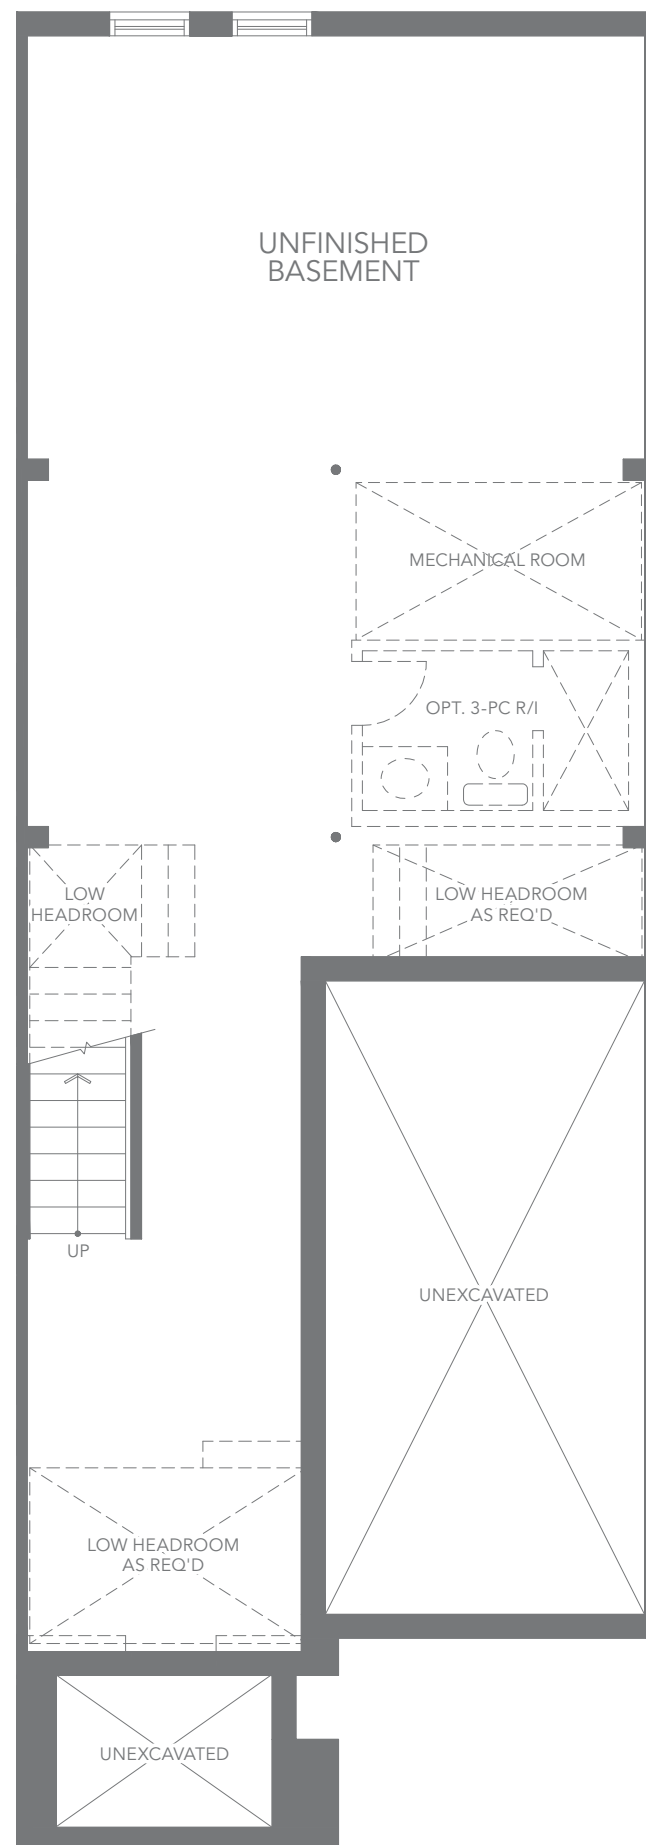 UNFINISHED
BASEMENT
MECHANICAL ROOM
OPT. 3-PC R/I
LOW
HEADROOM
LOW HEADROOM
AS REQ'D
UP
UNEXCAVATED
LOW HEADROOM
AS REQ'D
UNEXCAVATED